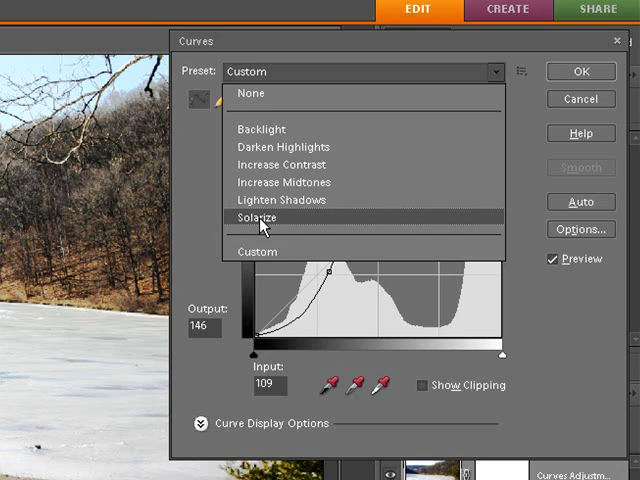 EDIT CREATE SHARE
Curves
Preset: Custom
None
Backlight
Darken Highlights
Increase Contrast
Increase Midtones
Lighten Shadows
Solarize
Custom
OK
Cancel
Help
Smooth
Auto
Options...
Preview
Output:
146
Input:
109
Show Clipping
Curve Display Options
Curves Adjustm...